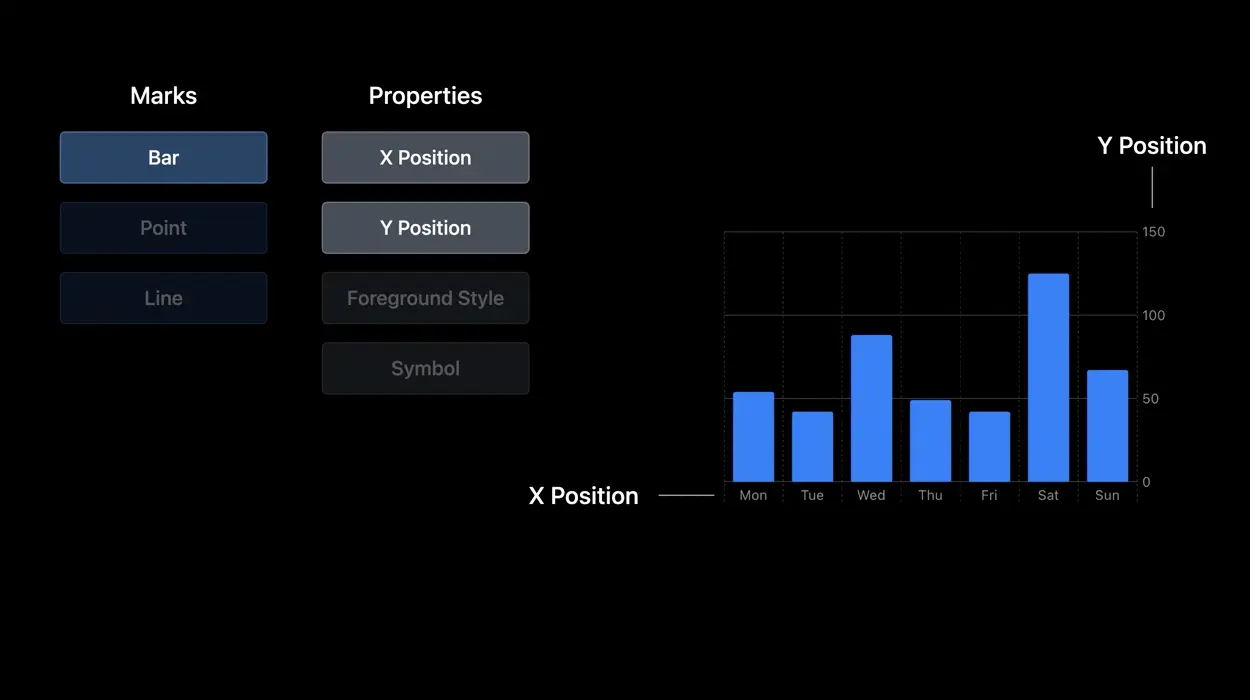 Marks
Bar
Point
Line
Properties
X Position
Y Position
Foreground Style
Symbol
Y Position
150
100
50
0
X Position
Mon Tue Wed Thu Fri Sat Sun